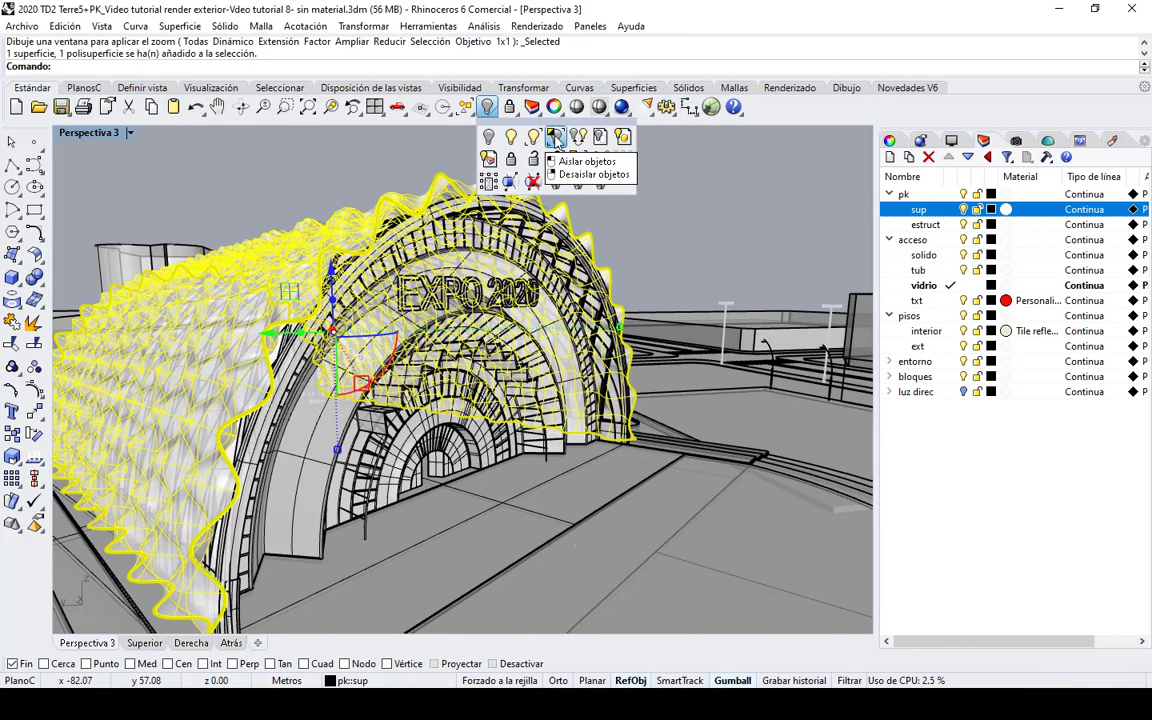 2020 TD2 Terre5+PK_Video tutorial render exterior-Vdeo tutorial 8- sin material.3dm (56 MB) - Rhinoceros 6 Comercial - [Perspectiva 3]
Archivo Edición Vista Curva Superficie Sólido Malla Acotación Transformar Herramientas Análisis Renderizado Paneles Ayuda
Dibuje una ventana para aplicar el zoom ( Todas Dinámico Extensión Factor Ampliar Reducir Selección Objetivo 1x1 ): _Selected
1 superficie, 1 polisuperficie se ha(n) añadido a la selección.
Comando:
Estándar PlanosC Definir vista Visualización Disposición de las vistas Visibilidad Transformar Curvas Superficies Sólidos Mallas Renderizado Dibujo Novedades V6
Perspectiva 3
Aislar objetos
Desaislar objetos
EXPO 2020
Nombre Material Tipo de línea
pk
sup Continua P
estruct Continua P
acceso Continua P
solido Continua P
tub Continua P
vidrio Continua P
txt Personali... Continua P
pisos Continua P
interior Tile refle... Continua P
ext Continua P
entorno Continua P
bloques Continua P
luz direc Continua P
z
y x
Perspectiva 3 Superior Derecha Atrás
Fin Cerca Punto Med Cen Int Perp Tan Cuad Nodo Vértice Proyectar Desactivar
PlanoC x -82.07 y 57.08 z 0.00 Metros pk::sup Forzado a la rejilla Orto Planar RefObj SmartTrack Gumball Grabar historial Filtrar Uso de CPU: 2.5 %